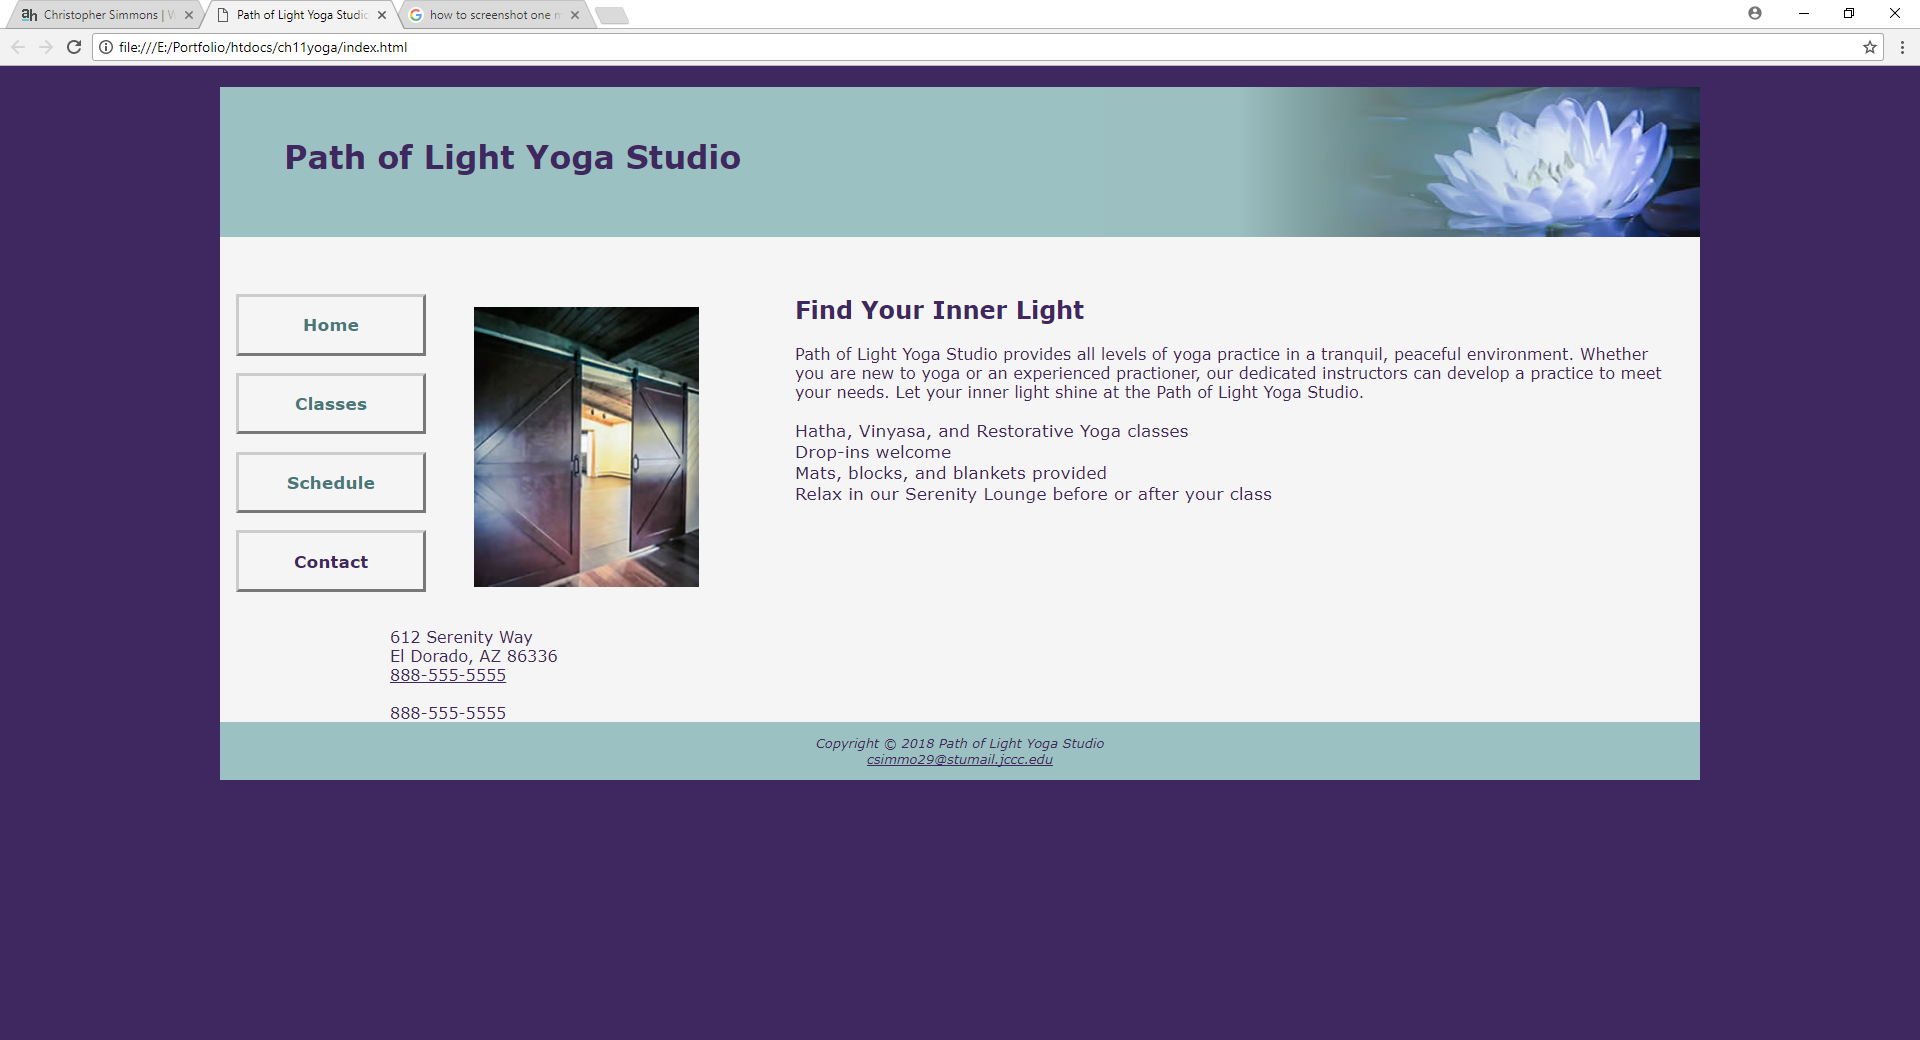 ah Christopher Simmons | W
Path of Light Yoga Studio
how to screenshot one m
file:///E:/Portfolio/htdocs/ch11yoga/index.html
Path of Light Yoga Studio
Home
Classes
Schedule
Contact
Find Your Inner Light
Path of Light Yoga Studio provides all levels of yoga practice in a tranquil, peaceful environment. Whether
you are new to yoga or an experienced practioner, our dedicated instructors can develop a practice to meet
your needs. Let your inner light shine at the Path of Light Yoga Studio.
Hatha, Vinyasa, and Restorative Yoga classes
Drop-ins welcome
Mats, blocks, and blankets provided
Relax in our Serenity Lounge before or after your class
612 Serenity Way
El Dorado, AZ 86336
888-555-5555
888-555-5555
Copyright © 2018 Path of Light Yoga Studio
csimmo29@stumail.jccc.edu